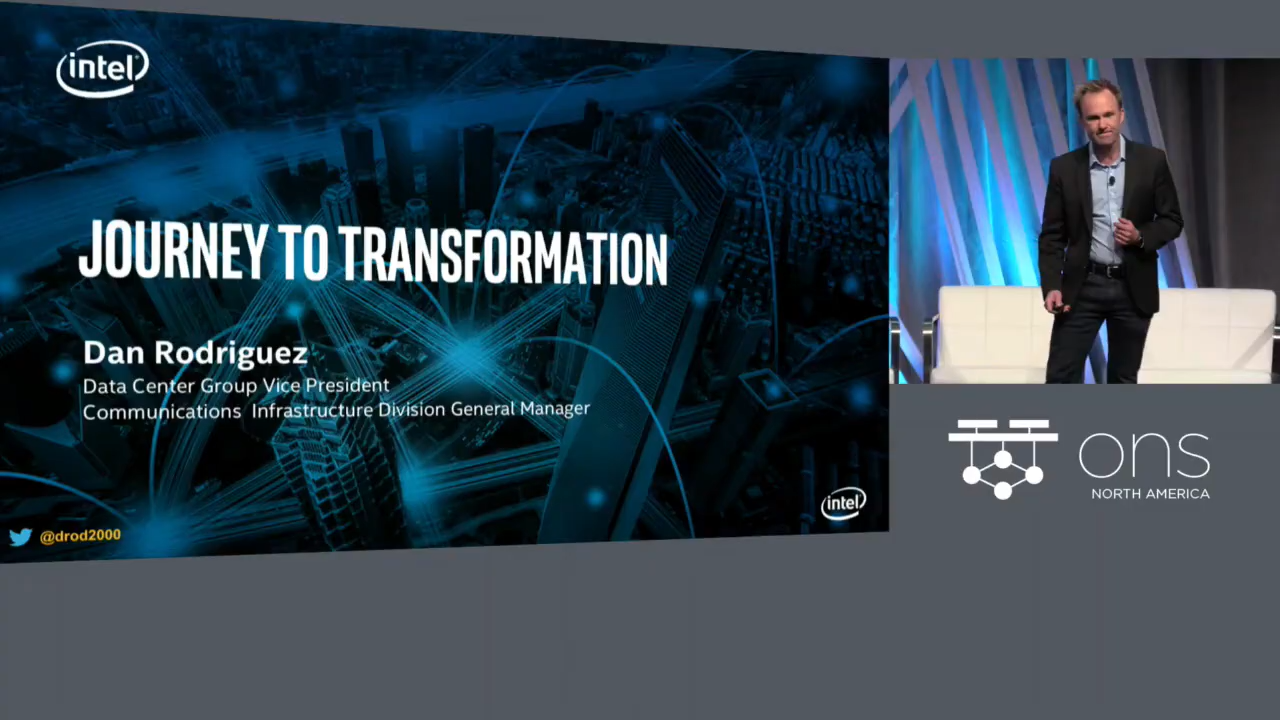 intel
JOURNEY TO TRANSFORMATION
Dan Rodriguez
Data Center Group Vice President
Communications Infrastructure Division General Manager
intel
@drod2000
ons
NORTH AMERICA